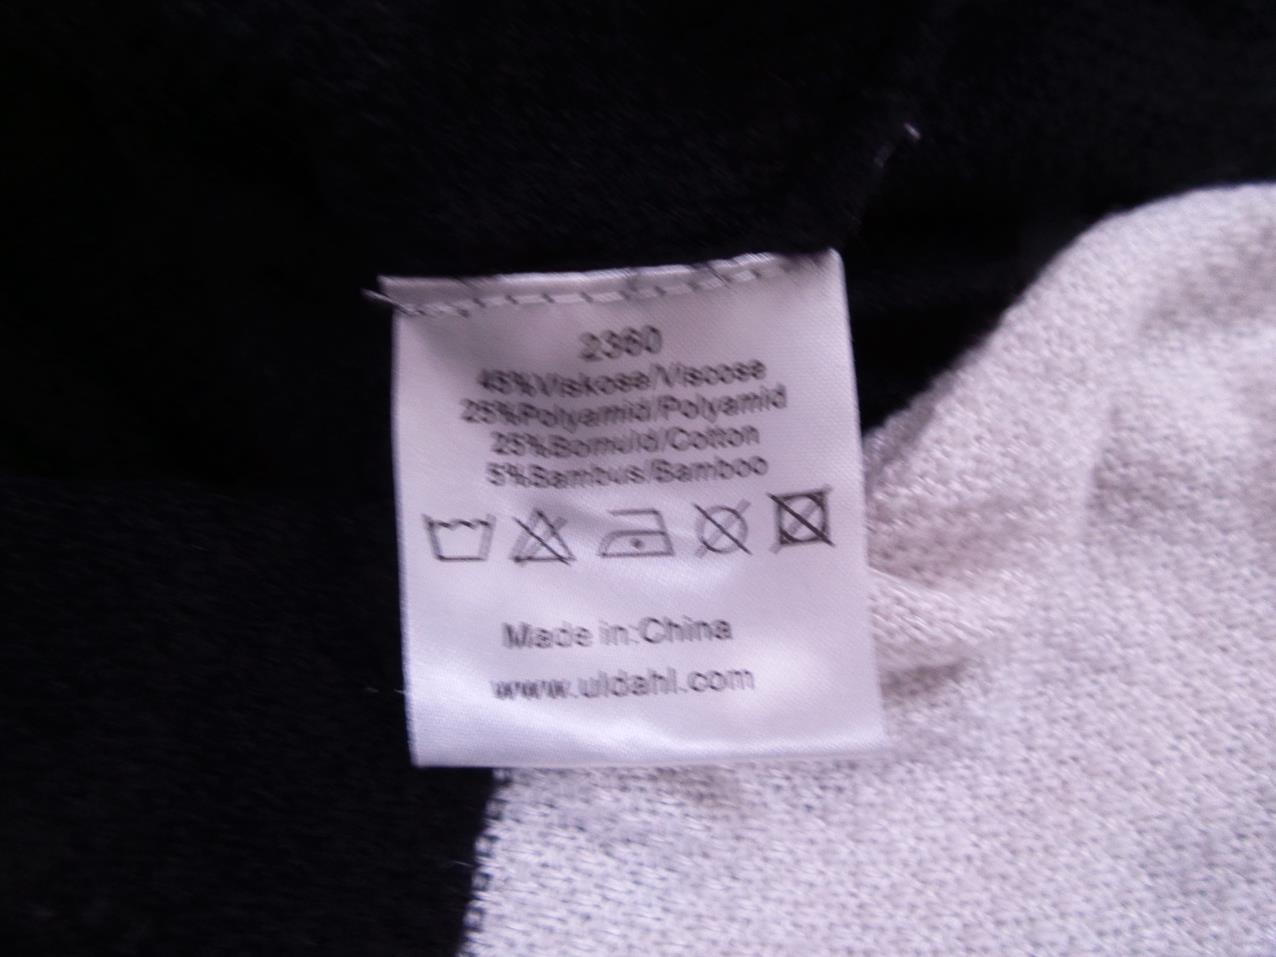 2360
45%Viskose/Viscose
25%Polyamid/Polyamid
25%Bomuld/Cotton
5%Bambus/Bamboo
Made in:China
www.uldahl.com